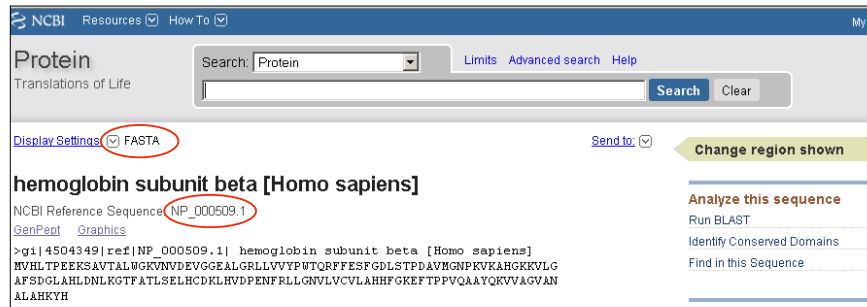 NCBI Resources How To My
Protein
Translations of Life
Search: Protein Limits Advanced search Help
Search Clear
Display Settings: FASTA Send to:
Change region shown
hemoglobin subunit beta [Homo sapiens]
NCBI Reference Sequence: NP_000509.1
GenPept Graphics
>gi|4504349|ref|NP_000509.1| hemoglobin subunit beta [Homo sapiens]
MVHLTPEEKSAVTALWGKVNVDEVGGEALGRLLVVYPWTQRFFESFGDLSTPDAVMGNPKVKAHGKKVLG
AFSDGLAHLDNLKGTFATLSELHCDKLHVDPENFRLLGNVLVCVLAHHFGKEFTPPVQAAYQKVVAGVAN
ALAHKYH
Analyze this sequence
Run BLAST
Identify Conserved Domains
Find in this Sequence